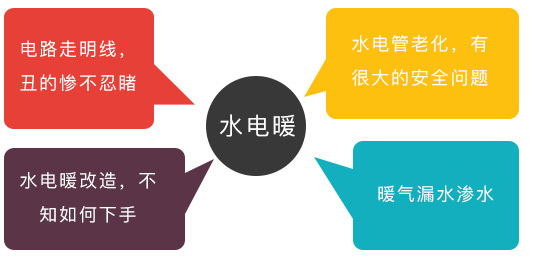 电路走明线，
丑的惨不忍睹
水电管老化，有
很大的安全问题
水电暖
水电暖改造，不
知如何下手
暖气漏水渗水